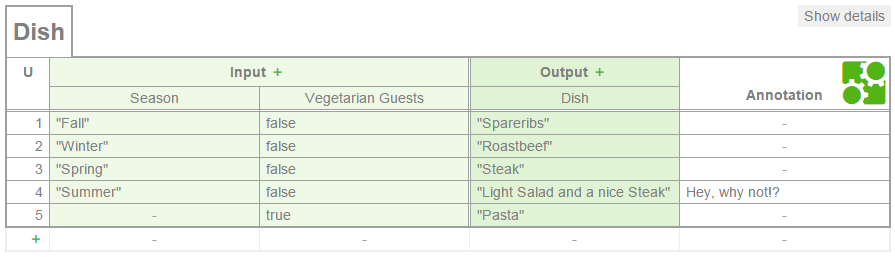 Show details
Dish
U Input + Output + Annotation
Season Vegetarian Guests Dish
1 "Fall" false "Spareribs" -
2 "Winter" false "Roastbeef" -
3 "Spring" false "Steak" -
4 "Summer" false "Light Salad and a nice Steak" Hey, why not!?
5 - true "Pasta" -
+ - - - -